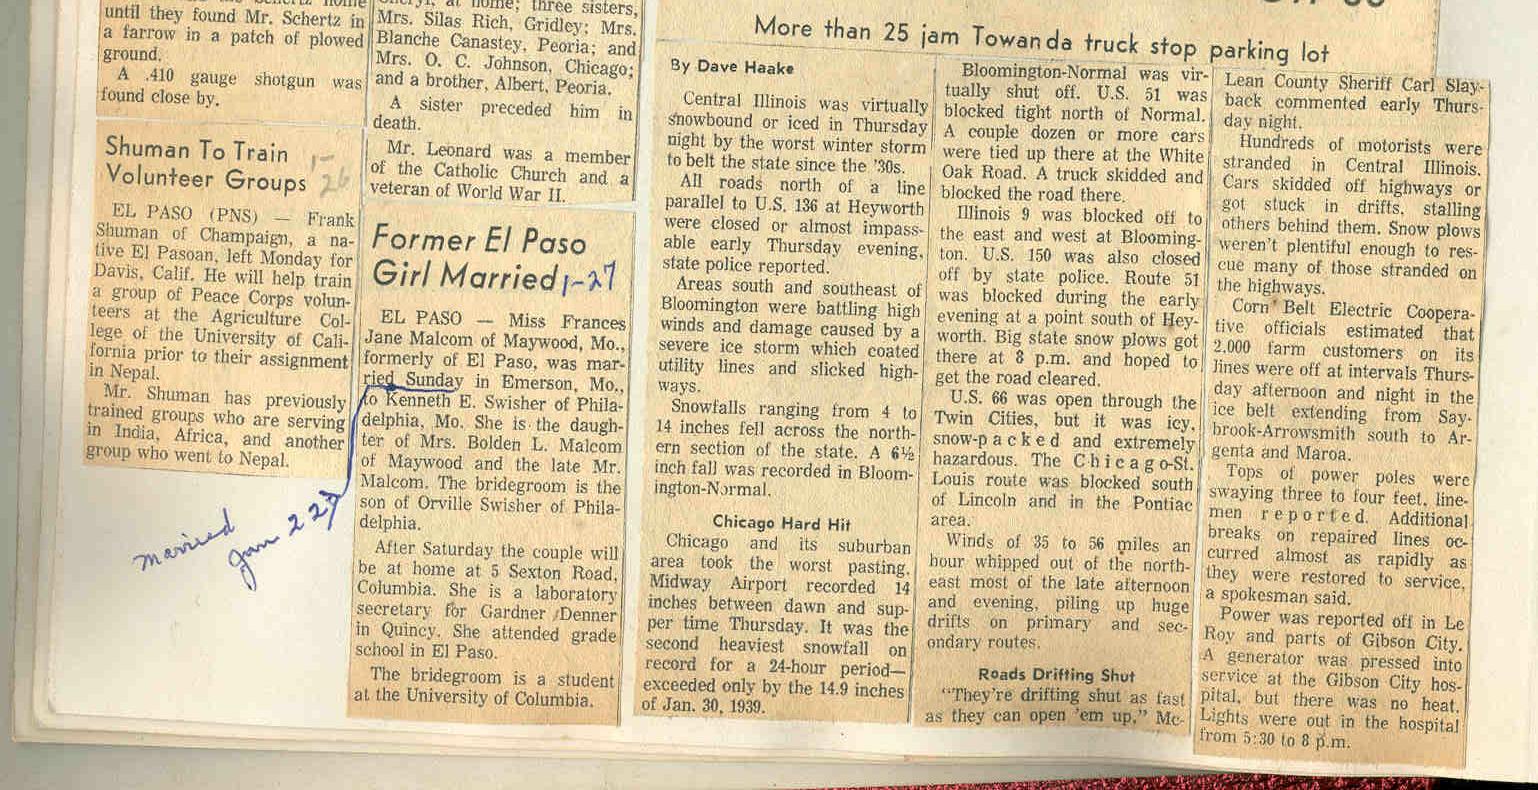 until they found Mr. Schertz in
a farrow in a patch of plowed
ground.
A .410 gauge shotgun was
found close by.
Shuman To Train
Volunteer Groups
1-26
EL PASO (PNS) — Frank
Shuman of Champaign, a na-
tive El Pasoan, left Monday for
Davis, Calif. He will help train
a group of Peace Corps volun-
teers at the Agriculture Col-
lege of the University of Cali-
fornia prior to their assignment
in Nepal.
Mr. Shuman has previously
trained groups who are serving
in India, Africa, and another
group who went to Nepal.
married
Jan 22
at home; three sisters,
Mrs. Silas Rich, Gridley; Mrs.
Blanche Canastey, Peoria; and
Mrs. O. C. Johnson, Chicago;
and a brother, Albert, Peoria.
A sister preceded him in
death.
Mr. Leonard was a member
of the Catholic Church and a
veteran of World War II.
Former El Paso
Girl Married 1-27
EL PASO — Miss Frances
Jane Malcom of Maywood, Mo.,
formerly of El Paso, was mar-
ried Sunday in Emerson, Mo.,
to Kenneth E. Swisher of Phila-
delphia, Mo. She is the daugh-
ter of Mrs. Bolden L. Malcom
of Maywood and the late Mr.
Malcom. The bridegroom is the
son of Orville Swisher of Phila-
delphia.
After Saturday the couple will
be at home at 5 Sexton Road,
Columbia. She is a laboratory
secretary for Gardner Denner
in Quincy. She attended grade
school in El Paso.
The bridegroom is a student
at the University of Columbia.
More than 25 jam Towanda truck stop parking lot
By Dave Haake
Central Illinois was virtually
snowbound or iced in Thursday
night by the worst winter storm
to belt the state since the '30s.
All roads north of a line
parallel to U.S. 136 at Heyworth
were closed or almost impass-
able early Thursday evening,
state police reported.
Areas south and southeast of
Bloomington were battling high
winds and damage caused by a
severe ice storm which coated
utility lines and slicked high-
ways.
Snowfalls ranging from 4 to
14 inches fell across the north-
ern section of the state. A 6½
inch fall was recorded in Bloom-
ington-Normal.
Chicago Hard Hit
Chicago and its suburban
area took the worst pasting.
Midway Airport recorded 14
inches between dawn and sup-
per time Thursday. It was the
second heaviest snowfall on
record for a 24-hour period—
exceeded only by the 14.9 inches
of Jan. 30, 1939.
Bloomington-Normal was vir-
tually shut off. U.S. 51 was
blocked tight north of Normal.
A couple dozen or more cars
were tied up there at the White
Oak Road. A truck skidded and
blocked the road there.
Illinois 9 was blocked off to
the east and west at Blooming-
ton. U.S. 150 was also closed
off by state police. Route 51
was blocked during the early
evening at a point south of Hey-
worth. Big state snow plows got
there at 8 p.m. and hoped to
get the road cleared.
U.S. 66 was open through the
Twin Cities, but it was icy,
snow-packed and extremely
hazardous. The Chicago-St.
Louis route was blocked south
of Lincoln and in the Pontiac
area.
Winds of 35 to 56 miles an
hour whipped out of the north-
east most of the late afternoon
and evening, piling up huge
drifts on primary and sec-
ondary routes.
Roads Drifting Shut
"They're drifting shut as fast
as they can open 'em up," Mc-
Lean County Sheriff Carl Slay-
back commented early Thurs-
day night.
Hundreds of motorists were
stranded in Central Illinois.
Cars skidded off highways or
got stuck in drifts, stalling
others behind them. Snow plows
weren't plentiful enough to res-
cue many of those stranded on
the highways.
Corn Belt Electric Coopera-
tive officials estimated that
2,000 farm customers on its
lines were off at intervals Thurs-
day afternoon and night in the
ice belt extending from Say-
brook-Arrowsmith south to Ar-
genta and Maroa.
Tops of power poles were
swaying three to four feet, line-
men reported. Additional
breaks on repaired lines oc-
curred almost as rapidly as
they were restored to service,
a spokesman said.
Power was reported off in Le
Roy and parts of Gibson City.
A generator was pressed into
service at the Gibson City hos-
pital, but there was no heat.
Lights were out in the hospital
from 5:30 to 8 p.m.